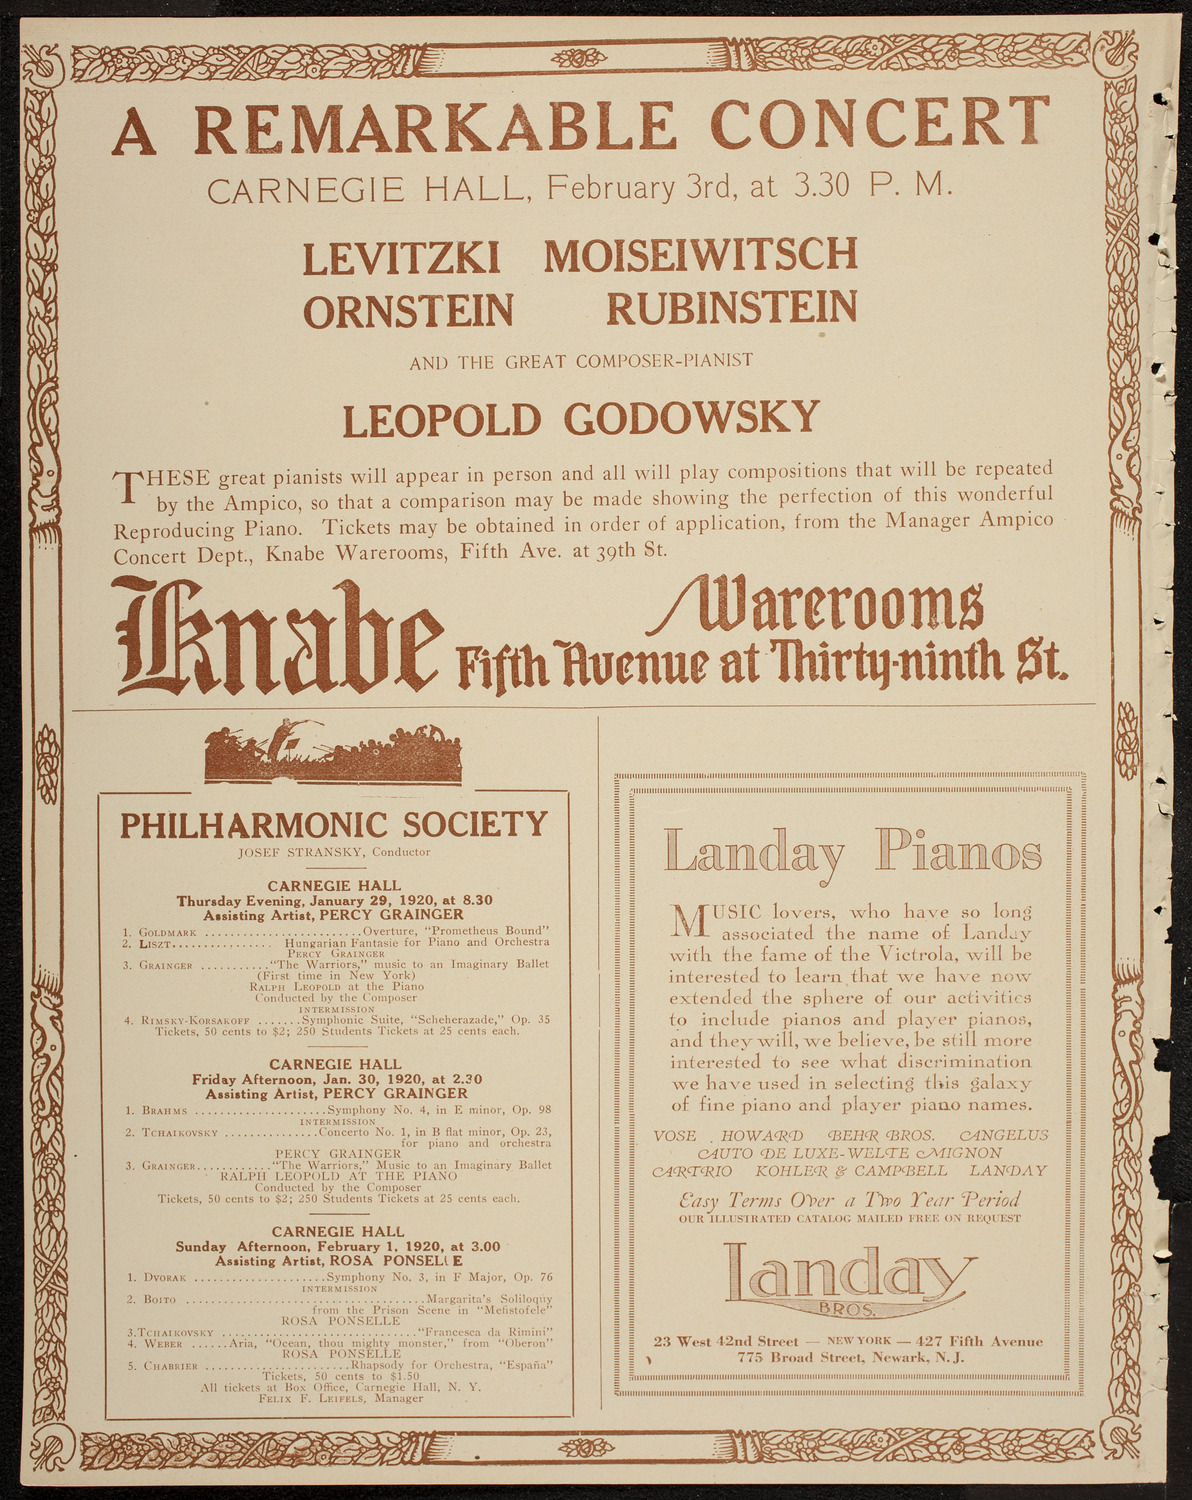 A REMARKABLE CONCERT
CARNEGIE HALL, February 3rd, at 3.30 P. M.
LEVITZKI MOISEIWITSCH
ORNSTEIN RUBINSTEIN
AND THE GREAT COMPOSER-PIANIST
LEOPOLD GODOWSKY
THESE great pianists will appear in person and all will play compositions that will be repeated
by the Ampico, so that a comparison may be made showing the perfection of this wonderful
Reproducing Piano. Tickets may be obtained in order of application, from the Manager Ampico
Concert Dept., Knabe Warerooms, Fifth Ave. at 39th St.
Knabe Warerooms
Fifth Avenue at Thirty-ninth St.
PHILHARMONIC SOCIETY
JOSEF STRANSKY, Conductor
CARNEGIE HALL
Thursday Evening, January 29, 1920, at 8.30
Assisting Artist, PERCY GRAINGER
1. GOLDMARK ........................Overture, "Prometheus Bound"
2. LISZT................ Hungarian Fantasie for Piano and Orchestra
PERCY GRAINGER
3. GRAINGER ..........."The Warriors," music to an Imaginary Ballet
(First time in New York)
RALPH LEOPOLD at the Piano
Conducted by the Composer
INTERMISSION
4. RIMSKY-KORSAKOFF .......Symphonic Suite, "Scheherazade," Op. 35
Tickets, 50 cents to $2; 250 Students Tickets at 25 cents each.
CARNEGIE HALL
Friday Afternoon, Jan. 30, 1920, at 2.30
Assisting Artist, PERCY GRAINGER
1. BRAHMS .....................Symphony No. 4, in E minor, Op. 98
INTERMISSION
2. TCHAIKOVSKY ...............Concerto No. 1, in B flat minor, Op. 23,
for piano and orchestra
PERCY GRAINGER
3. GRAINGER............"The Warriors," Music to an Imaginary Ballet
RALPH LEOPOLD AT THE PIANO
Conducted by the Composer
Tickets, 50 cents to $2; 250 Students Tickets at 25 cents each.
CARNEGIE HALL
Sunday Afternoon, February 1, 1920, at 3.00
Assisting Artist, ROSA PONSELLE
1. DVORAK .....................Symphony No. 3, in F Major, Op. 76
INTERMISSION
2. BOITO ......................................Margarita's Soliloquy
from the Prison Scene in "Mefistofele"
ROSA PONSELLE
3.TCHAIKOVSKY ..............................."Francesca da Rimini"
4. WEBER ......Aria, "Ocean, thou mighty monster," from "Oberon"
ROSA PONSELLE
5. CHABRIER .......................Rhapsody for Orchestra, "España"
Tickets, 50 cents to $1.50
All tickets at Box Office, Carnegie Hall, N. Y.
FELIX F. LEIFELS, Manager
Landay Pianos
MUSIC lovers, who have so long
associated the name of Landay
with the fame of the Victrola, will be
interested to learn that we have now
extended the sphere of our activities
to include pianos and player pianos,
and they will, we believe, be still more
interested to see what discrimination
we have used in selecting this galaxy
of fine piano and player piano names.
VOSE HOWARD BEHR BROS. ANGELUS
AUTO DE LUXE-WELTE MIGNON
ARTRIO KOHLER & CAMPBELL LANDAY
Easy Terms Over a Two Year Period
OUR ILLUSTRATED CATALOG MAILED FREE ON REQUEST
Landay
BROS.
23 West 42nd Street — NEW YORK — 427 Fifth Avenue
775 Broad Street, Newark, N. J.